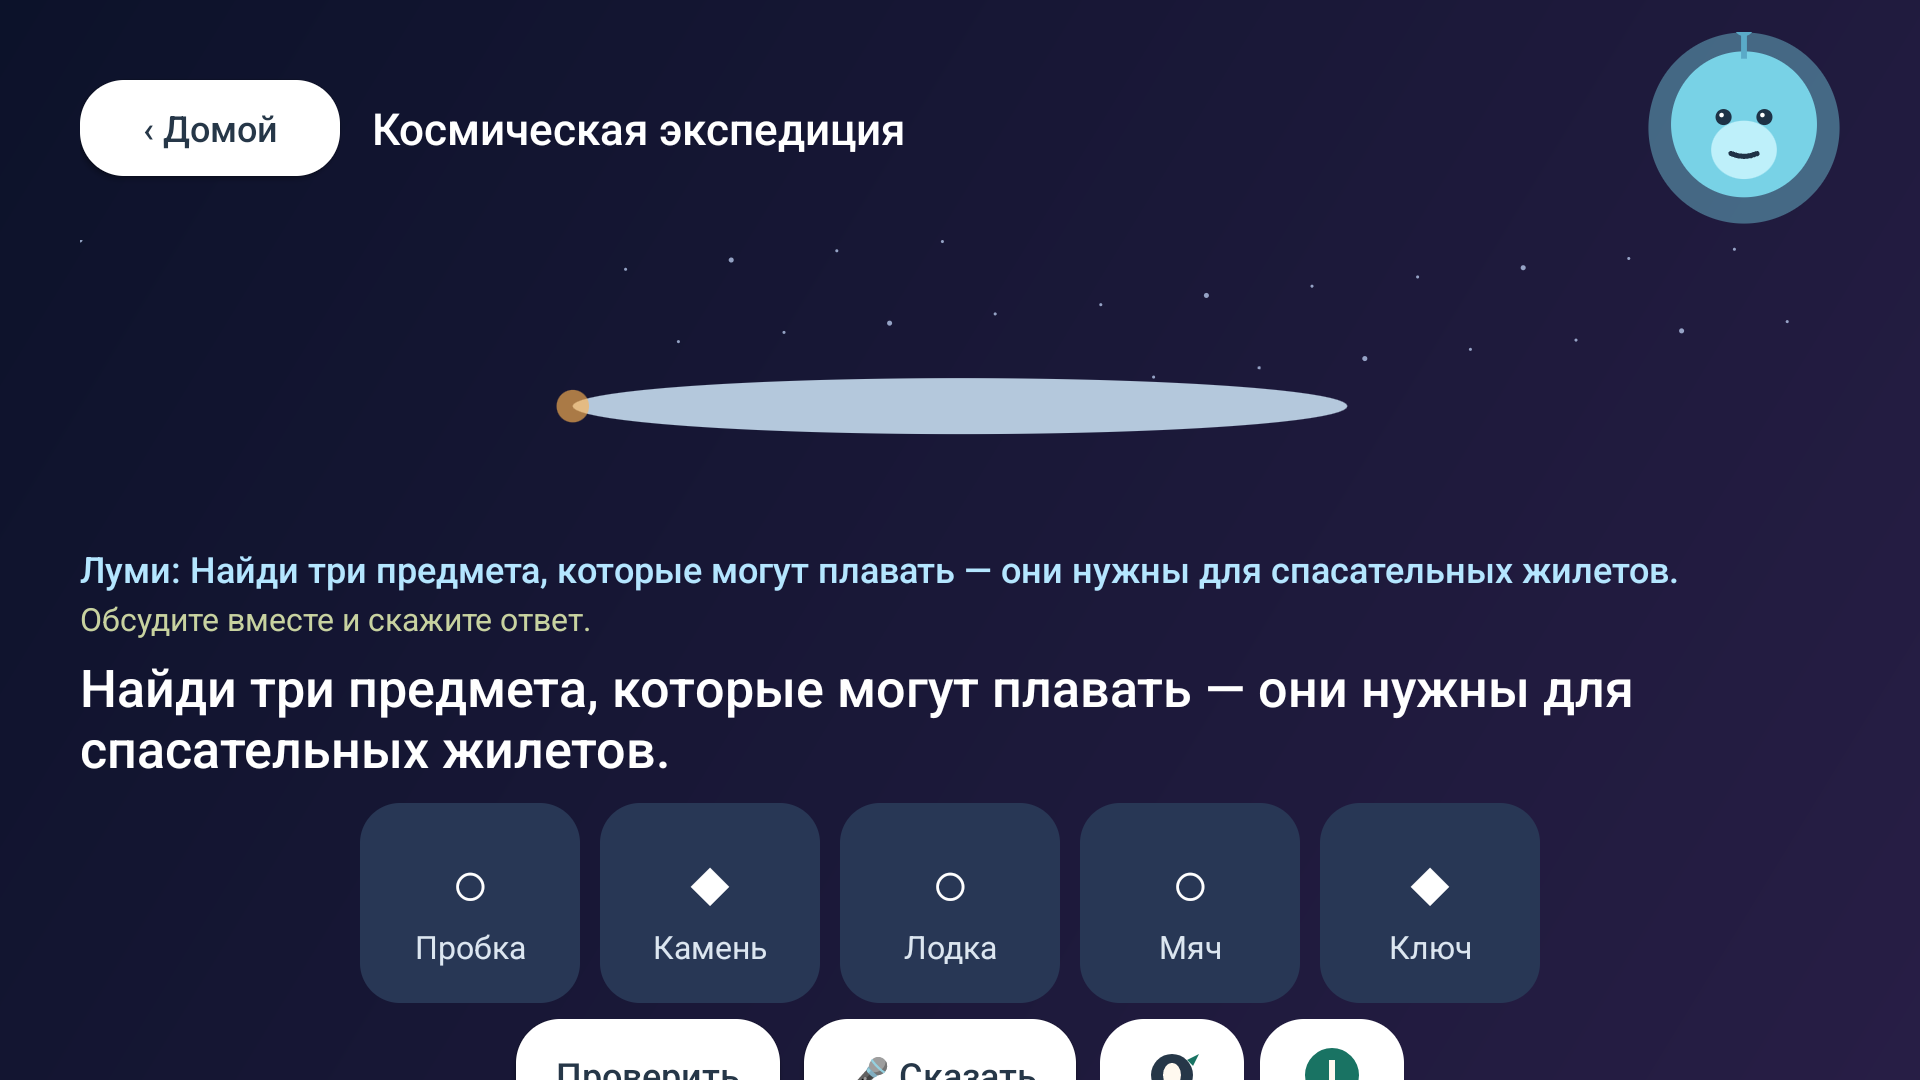 ‹ Домой
Космическая экспедиция
Луми: Найди три предмета, которые могут плавать — они нужны для спасательных жилетов.
Обсудите вместе и скажите ответ.
Найди три предмета, которые могут плавать — они нужны для
спасательных жилетов.
Пробка
Камень
Лодка
Мяч
Ключ
Проверить
Сказать